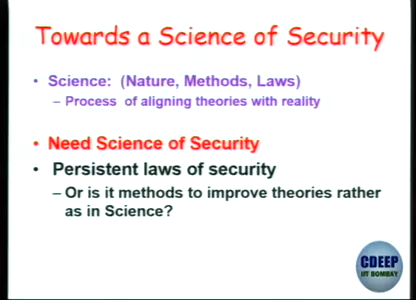 Towards a Science of Security
• Science: (Nature, Methods, Laws)
– Process of aligning theories with reality
• Need Science of Security
• Persistent laws of security
– Or is it methods to improve theories rather
as in Science?
CDEEP
IIT BOMBAY